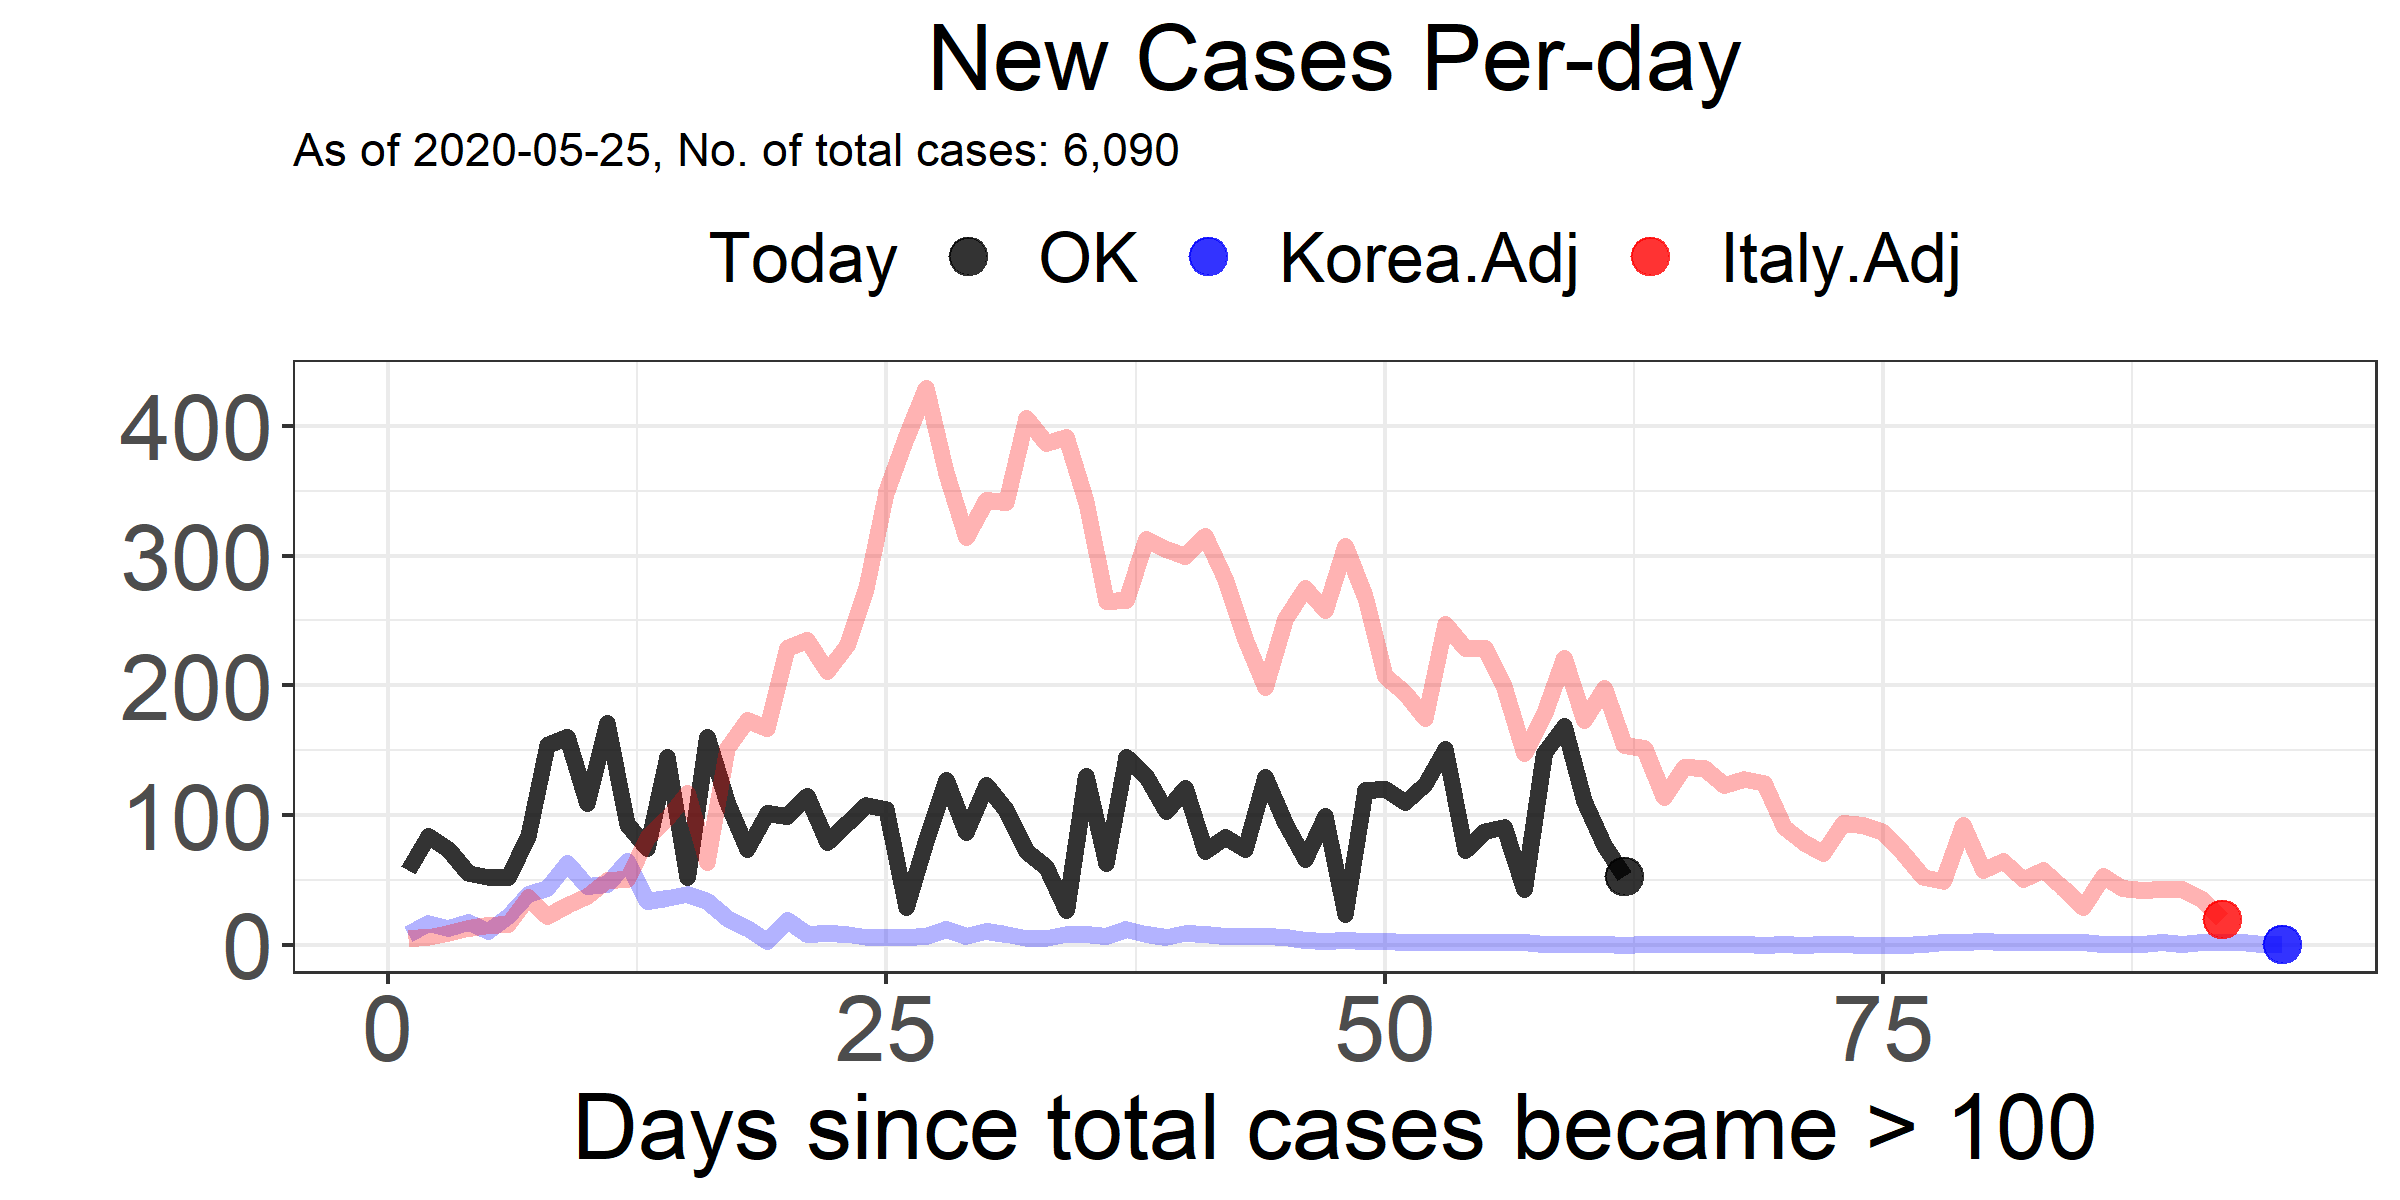 New Cases Per-day
As of 2020-05-25, No. of total cases: 6,090
Today OK Korea.Adj Italy.Adj
400
300
200
100
0
0 25 50 75
Days since total cases became > 100